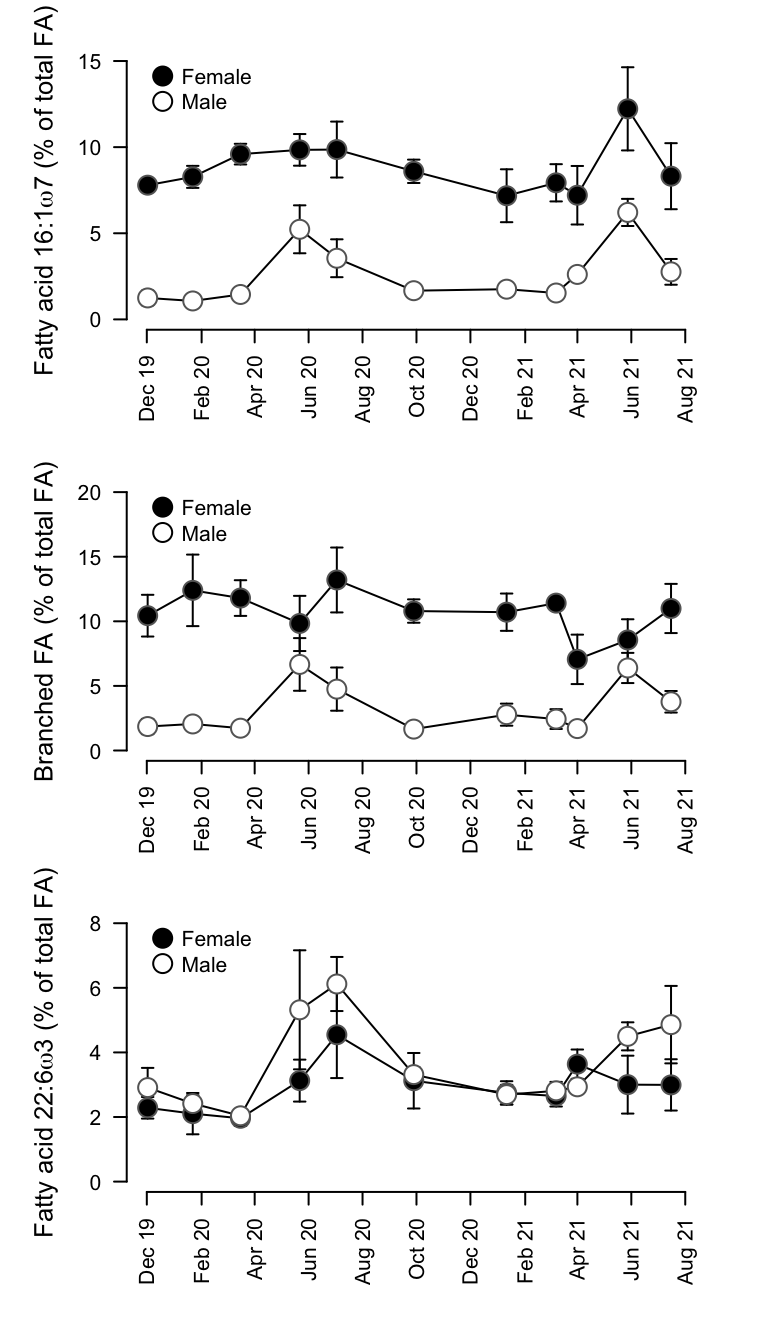 Fatty acid 16:1ω7 (% of total FA)
15
10
5
0
Female
Male
Dec 19
Feb 20
Apr 20
Jun 20
Aug 20
Oct 20
Dec 20
Feb 21
Apr 21
Jun 21
Aug 21
Branched FA (% of total FA)
20
15
10
5
0
Female
Male
Dec 19
Feb 20
Apr 20
Jun 20
Aug 20
Oct 20
Dec 20
Feb 21
Apr 21
Jun 21
Aug 21
Fatty acid 22:6ω3 (% of total FA)
8
6
4
2
0
Female
Male
Dec 19
Feb 20
Apr 20
Jun 20
Aug 20
Oct 20
Dec 20
Feb 21
Apr 21
Jun 21
Aug 21